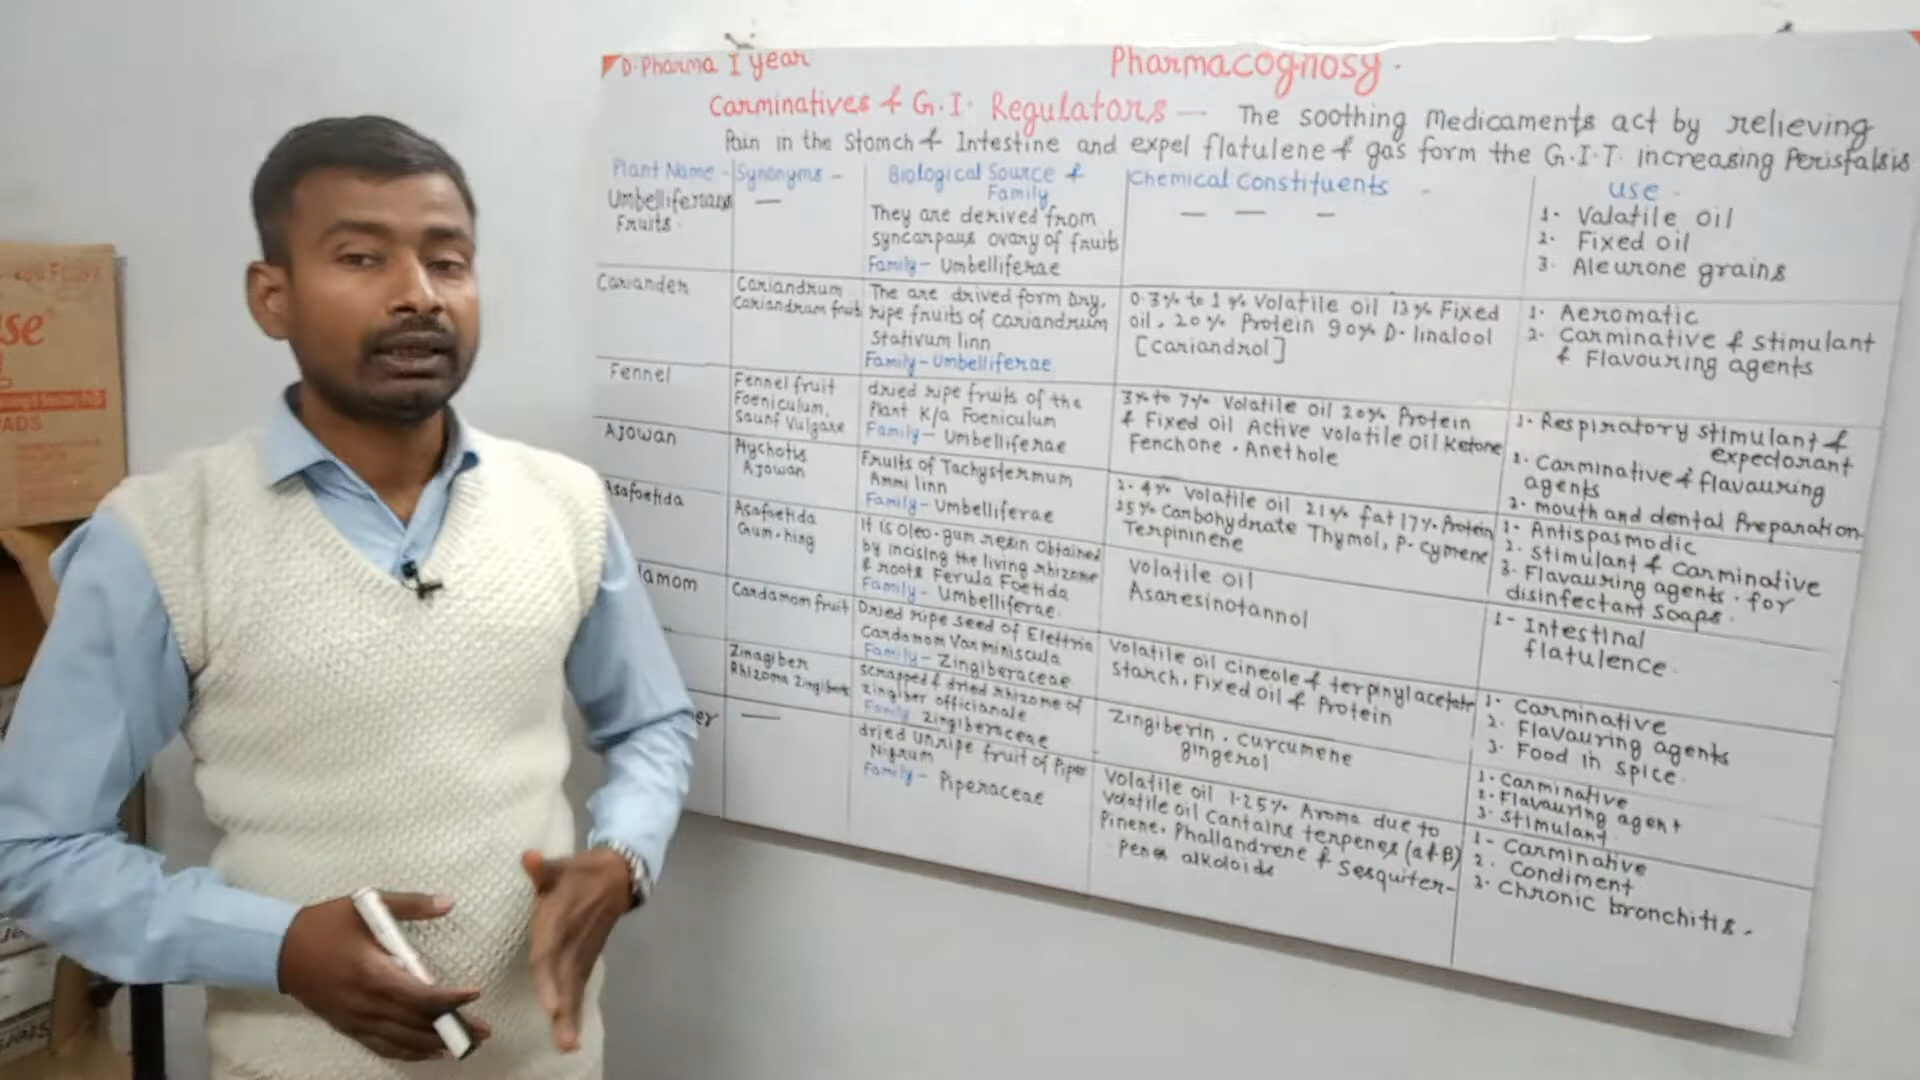 D. Pharma I year
Pharmacognosy.
Carminatives & G.I. Regulators — The soothing Medicaments act by relieving
Pain in the Stomch & Intestine and expel flatulene & gas form the G.I.T. increasing Peristalsis
Plant Name -
Synonyms -
Biological Source &
Family
Chemical Constituents -
Use -
Umbelliferans
Fruits -
—
They are derived from
syncarpaus ovary of fruits
Family - Umbelliferae
— — -
1. Valatile oil
2. Fixed oil
3. Aleurone grains
Coriander
Coriandrum
Coriandrum fruit
The are drived form Dry,
ripe fruits of coriandrum
Stativum linn
Family - Umbelliferae
0.3% to 1% Volatile oil 13% Fixed
oil, 20% Protein 90% D-linalool
[coriandrol]
1. Aeromatic
2. Carminative & stimulant
& Flavouring agents
Fennel
Fennel fruit
Foeniculum,
Saunf Vulgare
dried ripe fruits of the
Plant K/a Foeniculum
Family - Umbelliferae
3% to 7% Volatile oil 20% Protein
& Fixed oil Active volatile oil Ketone
Fenchone. Anethole
1. Respiratory stimulant &
expectorant
2. Carminative & flavauring
agents
2. mouth and dental Preparation
Ajowan
Ptychotis
Ajowan
Fruits of Tachystermum
Ammi linn
Family - Umbelliferae
2-4% Volatile oil 21% fat 17% Protein
25% Carbohydrate Thymol, P-cymene
Terpininene
1- Antispasmodic
2. Stimulant & Carminative
3. Flavauring agents. for
disinfectant soaps.
Asafoetida
Asafoetida
Gum-hing
It is oleo-gum resin obtained
by incising the living rhizome
& roots Ferula Foetida
Family - Umbelliferae.
Volatile oil
Asaresinotannol
1- Intestinal
flatulence.
damom
Cardamom fruit
Dried ripe seed of Elettria
Cardamom Van miniscula
Family - Zingiberaceae
Volatile oil Cineole & terpinylacetate
starch, Fixed oil & Protein
1. Carminative
2. Flavauring agents
3. Food in spice.
Zinagiber
Rhizoma Zingiberis
scrapped & dried rhizome of
zingiber officianale
Family Zingiberaceae
Zingiberin. curcumene
gingerol
1. Carminative
2. Flavauring agent
3. Stimulant.
er
—
dried unripe fruit of Piper
Nigrum
Family - Piperaceae
Volatile oil 1-2.5% Aroma due to
Volatile oil Contains terpenes (α & β)
Pinene, Phallandrene & Sesquiter-
penes alkoloids
1- Carminative
2. Condiment
3. Chronic bronchitis.